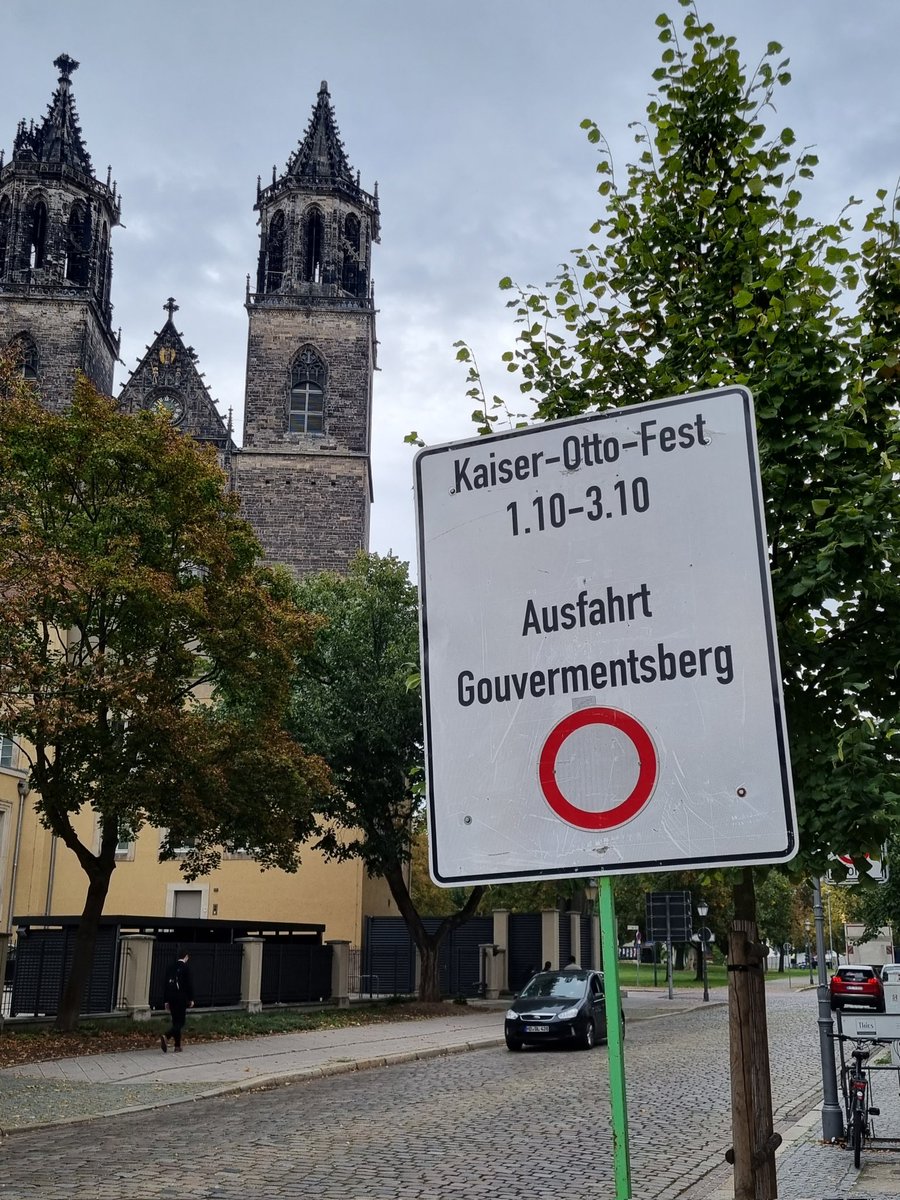 Kaiser-Otto-Fest
1.10-3.10
Ausfahrt
Gouvermentsberg